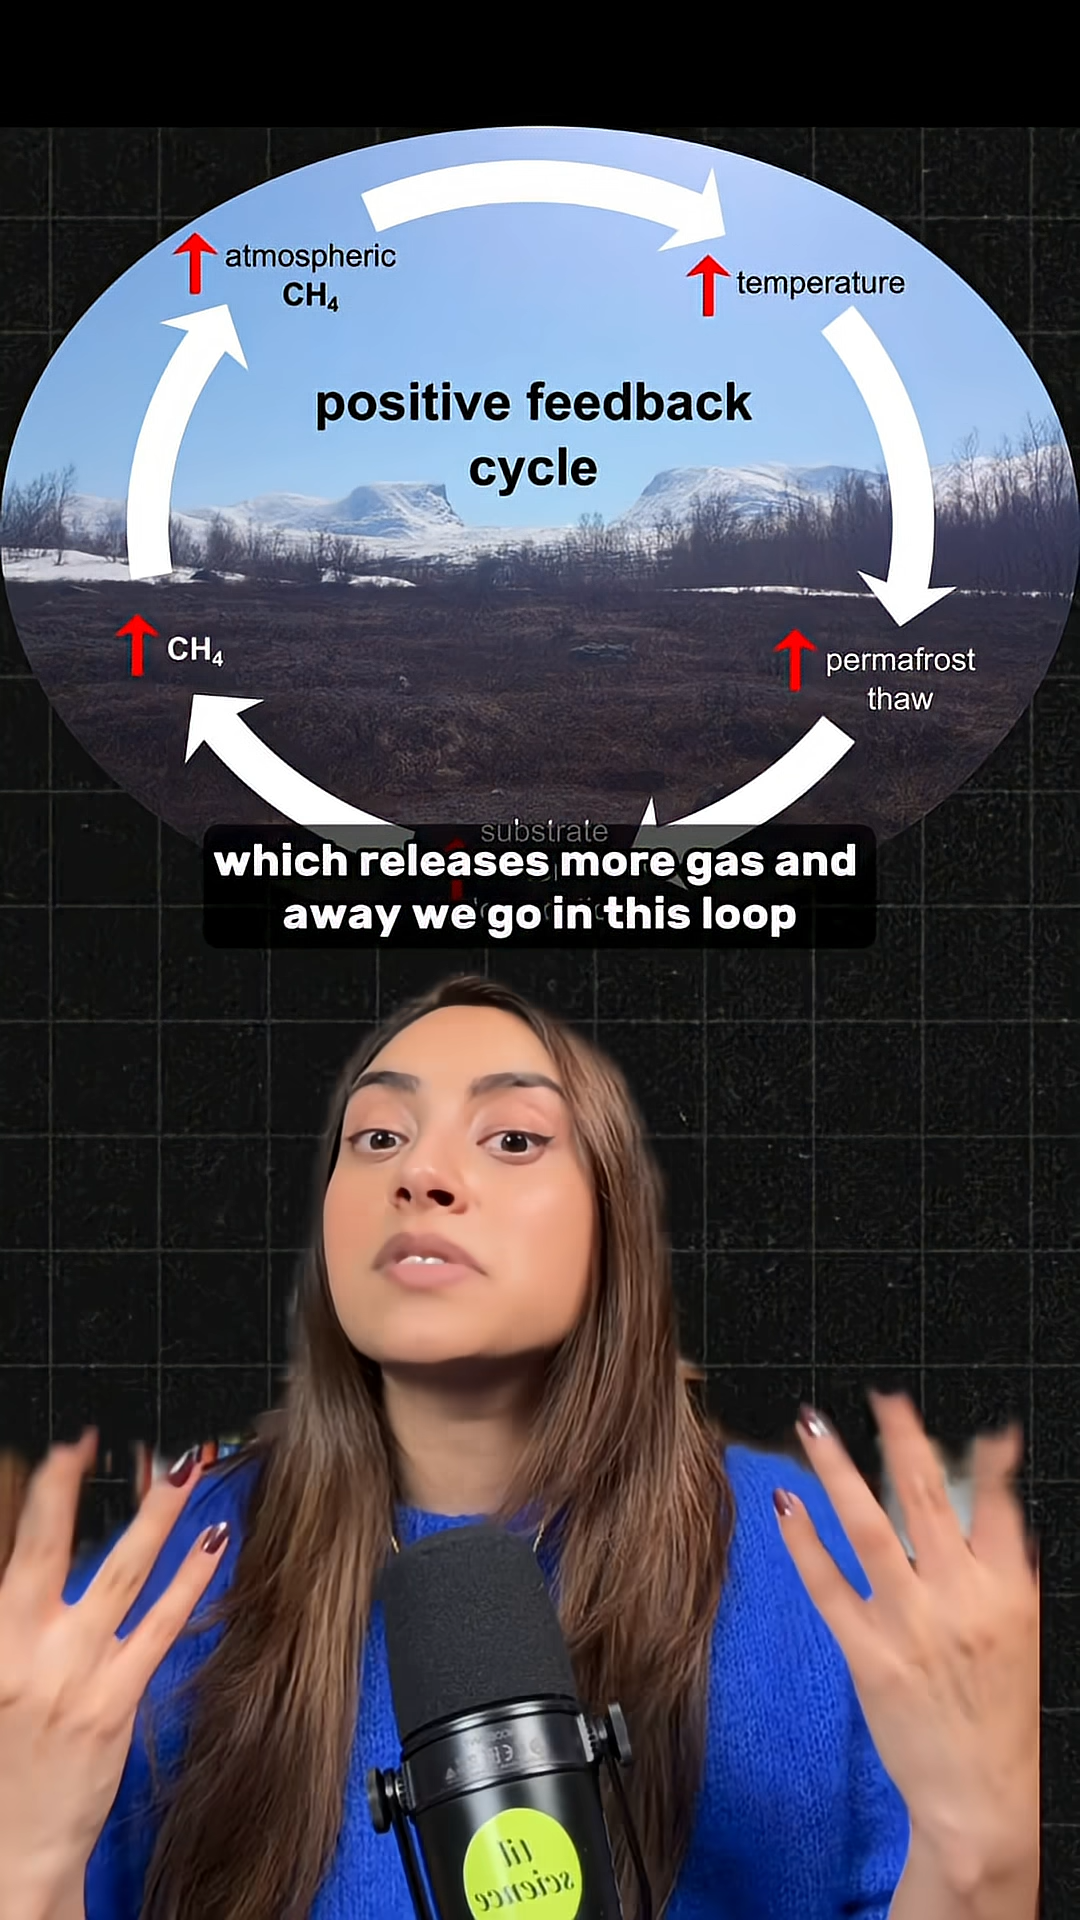 atmospheric
CH₄
temperature
positive feedback
cycle
CH₄
permafrost
thaw
substrate
which releases more gas and
away we go in this loop
til
science